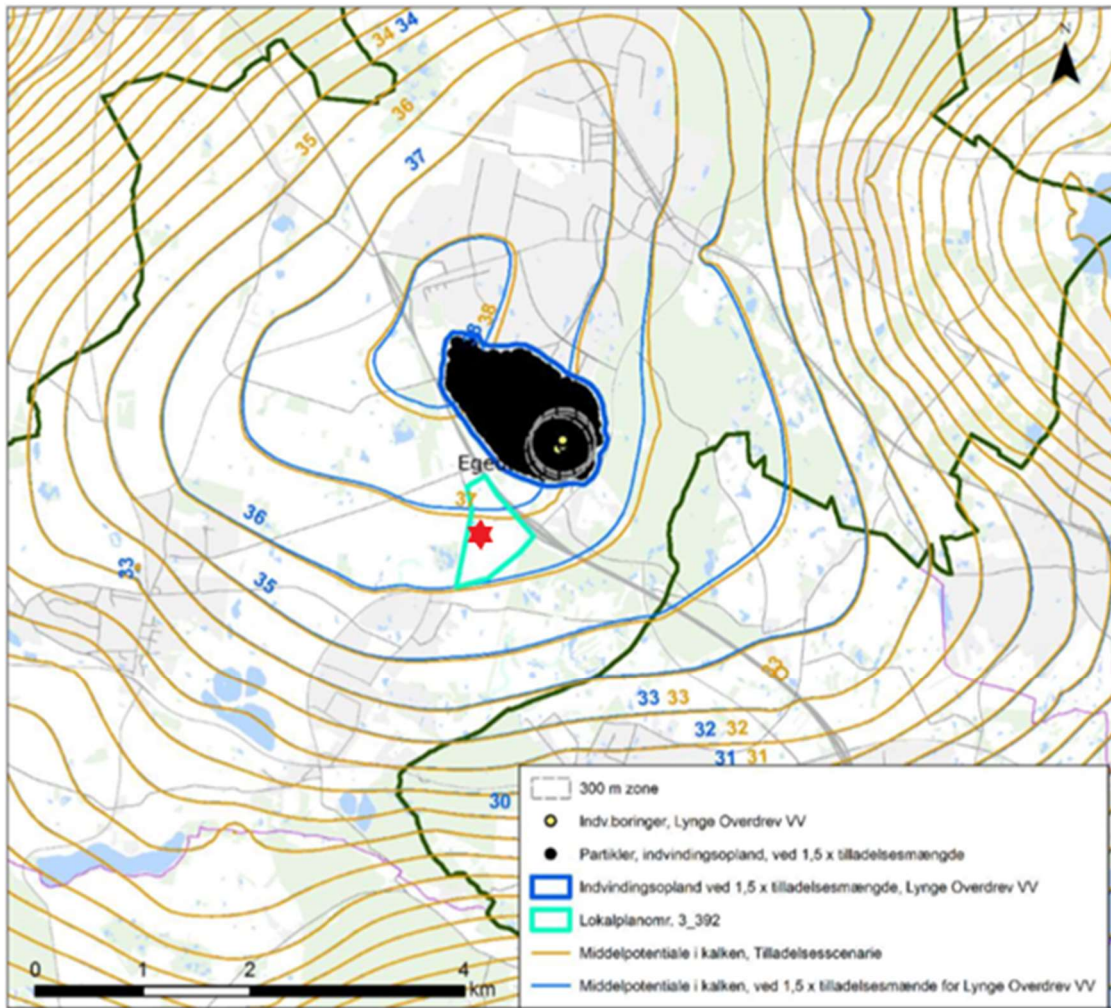 34
34
Z
36
35
37
38
Eged
37
36
33
35
33
33 33
32 32
31 31
30
300 m zone
Indv.boringer, Lynge Overdrev VV
Partikler, indvindingsopland, ved 1,5 x tilladelsesmængde
Indvindingsopland ved 1,5 x tilladelsesmængde, Lynge Overdrev VV
Lokalplanomr. 3_392
Middelpotentiale i kalken, Tilladelsesscenarie
Middelpotentiale i kalken, ved 1,5 x tilladelsesmænde for Lynge Overdrev VV
0 1 2 4
km